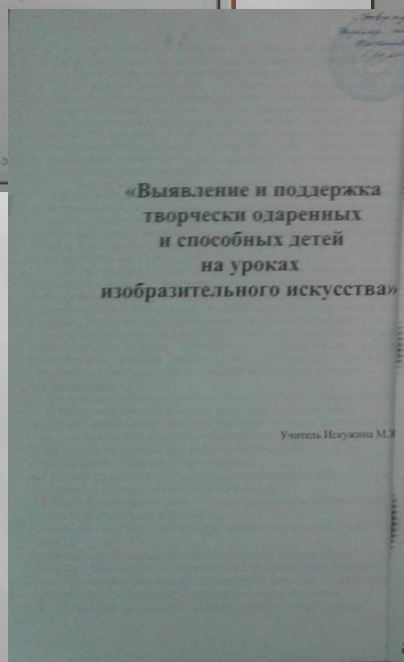 «Выявление и поддержка
творчески одаренных
и способных детей
на уроках
изобразительного искусства»
Учитель Искужина М.